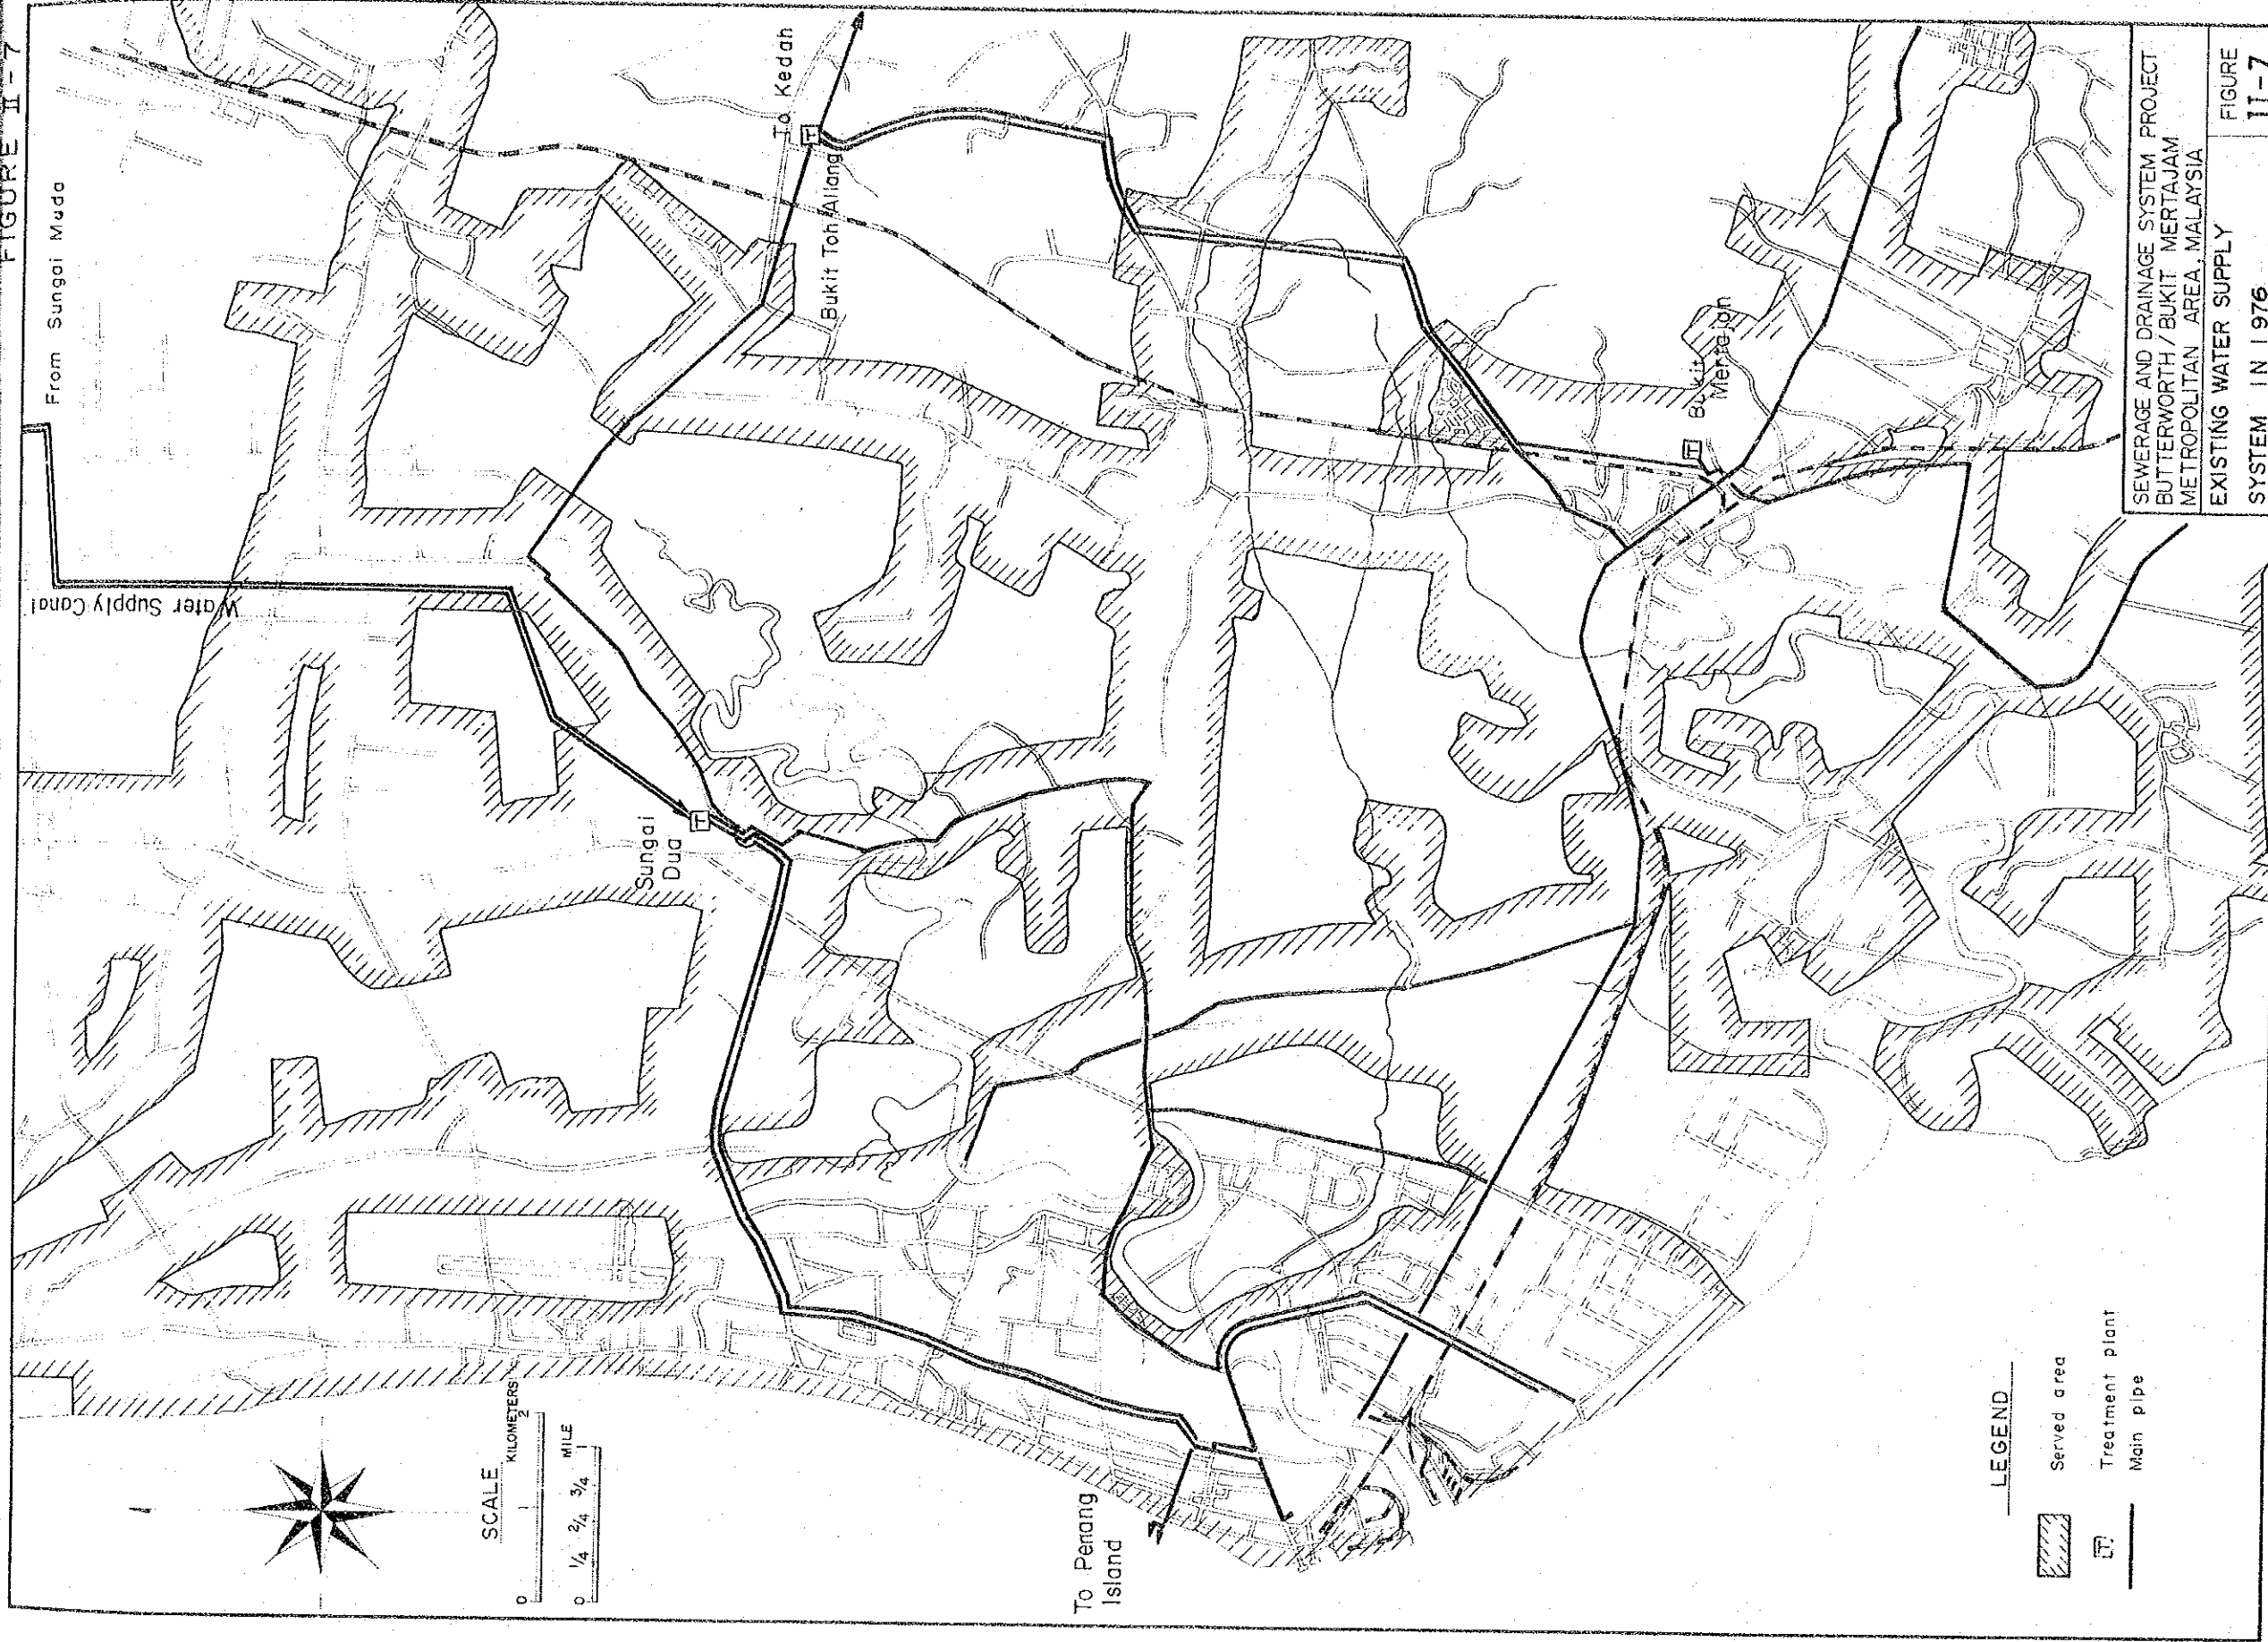 FIGURE II-7
From Sungai Muda
Water Supply Canal
To Kedah
Bukit Toh Allang
Sungai
Dua
Bukit
Mertajam
To Penang
Island
SCALE
KILOMETERS
0 2
MILE
0 1/4 2/4 3/4 1
LEGEND
Served area
T Treatment plant
Main pipe
SEWERAGE AND DRAINAGE SYSTEM PROJECT
BUTTERWORTH / BUKIT MERTAJAM
METROPOLITAN AREA, MALAYSIA
EXISTING WATER SUPPLY
SYSTEM IN 1976
FIGURE
II-7